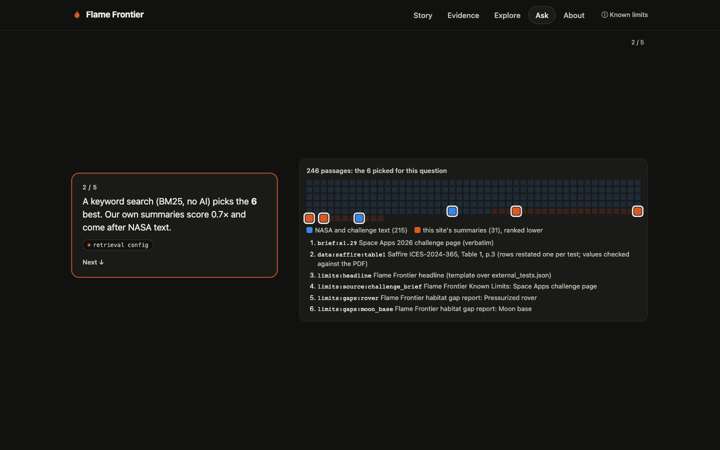 Flame Frontier
Story
Evidence
Explore
Ask
About
Known limits
2 / 5
2 / 5
A keyword search (BM25, no AI) picks the 6
best. Our own summaries score 0.7× and
come after NASA text.
retrieval config
Next ↓
246 passages: the 6 picked for this question
NASA and challenge text (215)
this site's summaries (31), ranked lower
1. brief:al.29 Space Apps 2026 challenge page (verbatim)
2. data:saffire:table1 Saffire ICES-2024-365, Table 1, p.3 (rows restated one per test; values checked
against the PDF)
3. limits:headline Flame Frontier headline (template over external_tests.json)
4. limits:source:challenge_brief Flame Frontier Known Limits: Space Apps challenge page
5. limits:gaps:rover Flame Frontier habitat gap report: Pressurized rover
6. limits:gaps:moon_base Flame Frontier habitat gap report: Moon base